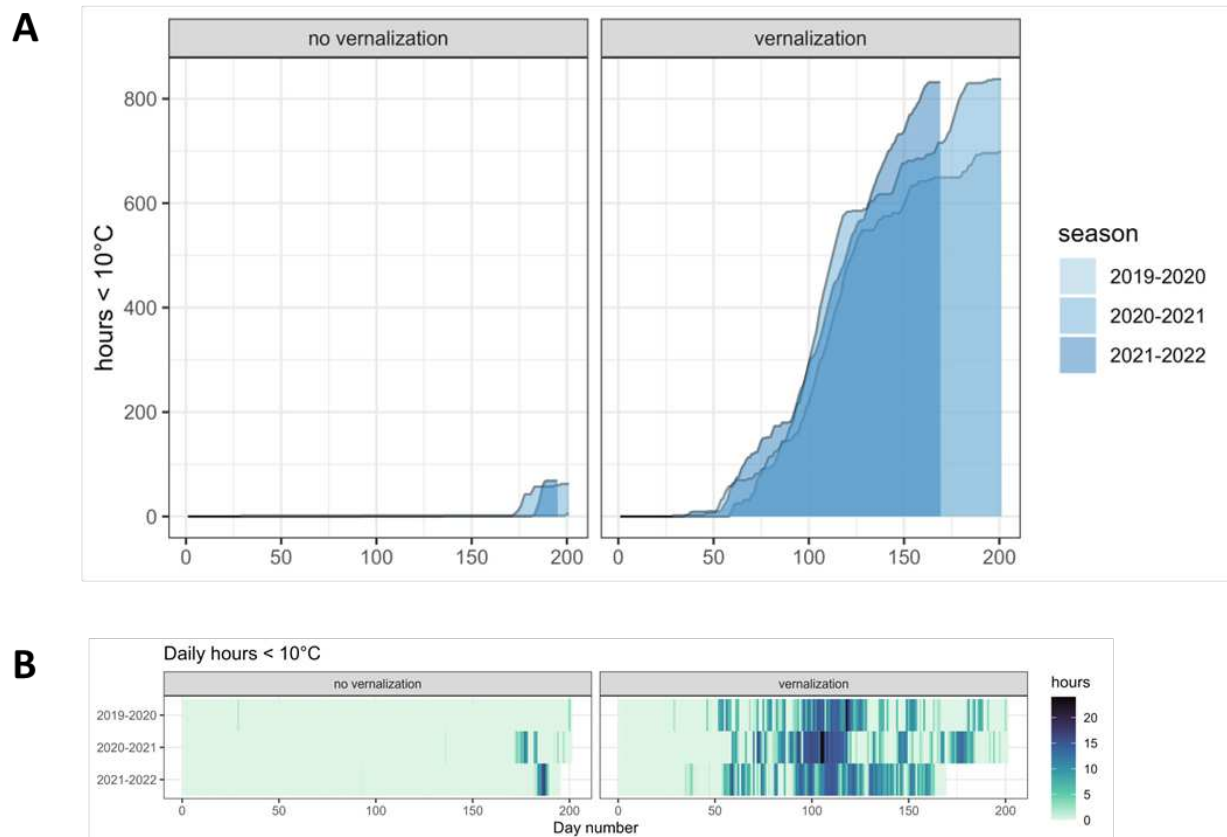 A
no vernalization
vernalization
hours < 10°C
800
600
400
200
0
0 50 100 150 200
0 50 100 150 200
season
2019-2020
2020-2021
2021-2022
B
Daily hours < 10°C
no vernalization
vernalization
2019-2020
2020-2021
2021-2022
0 50 100 150 200
0 50 100 150 200
Day number
hours
20
15
10
5
0